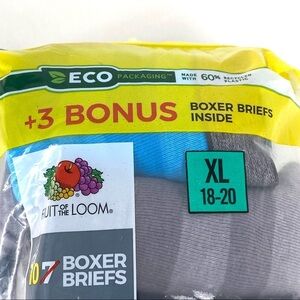 ECO PACKAGING™
MADE WITH 60% RECYCLED PLASTIC
+3 BONUS BOXER BRIEFS INSIDE
XL
18-20
FRUIT OF THE LOOM®
10 7 BOXER BRIEFS